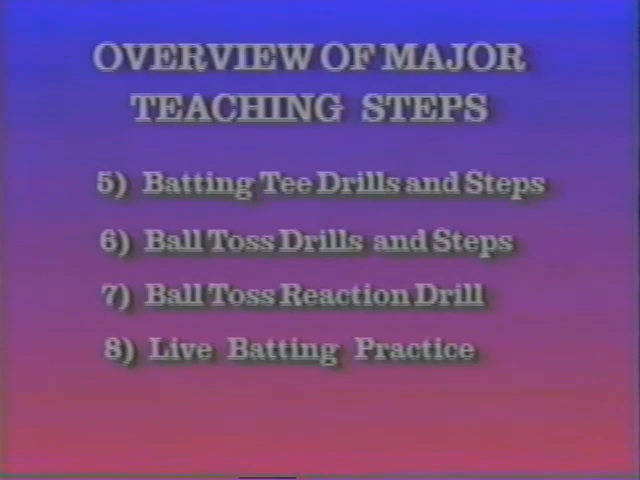 OVERVIEW OF MAJOR
TEACHING STEPS
5) Batting Tee Drills and Steps
6) Ball Toss Drills and Steps
7) Ball Toss Reaction Drill
8) Live Batting Practice